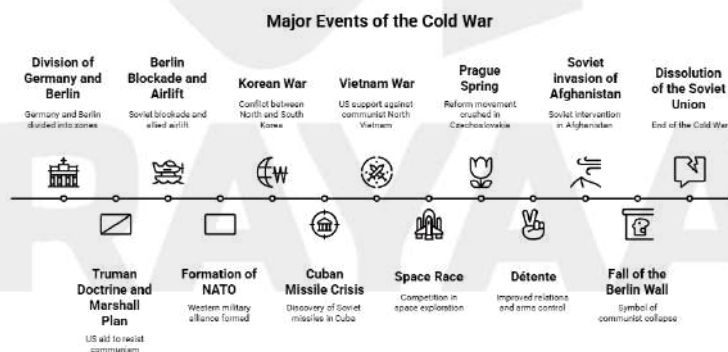 Major Events of the Cold War
Division of
Germany and
Berlin
Germany and Berlin
divided into zones
Berlin
Blockade and
Airlift
Soviet blockade and
allied airlift
Korean War
Conflict between
North and South
Korea
Vietnam War
US support against
communist North
Vietnam
Prague
Spring
Reform movement
crushed in
Czechoslovakia
Soviet
invasion of
Afghanistan
Soviet intervention
in Afghanistan
Dissolution
of the Soviet
Union
End of the Cold War
Truman
Doctrine and
Marshall
Plan
US aid to resist
communism
Formation of
NATO
Western military
alliance formed
Cuban
Missile Crisis
Discovery of Soviet
missiles in Cuba
Space Race
Competition in
space exploration
Détente
Improved relations
and arms control
Fall of the
Berlin Wall
Symbol of
communist collapse
RAYAA